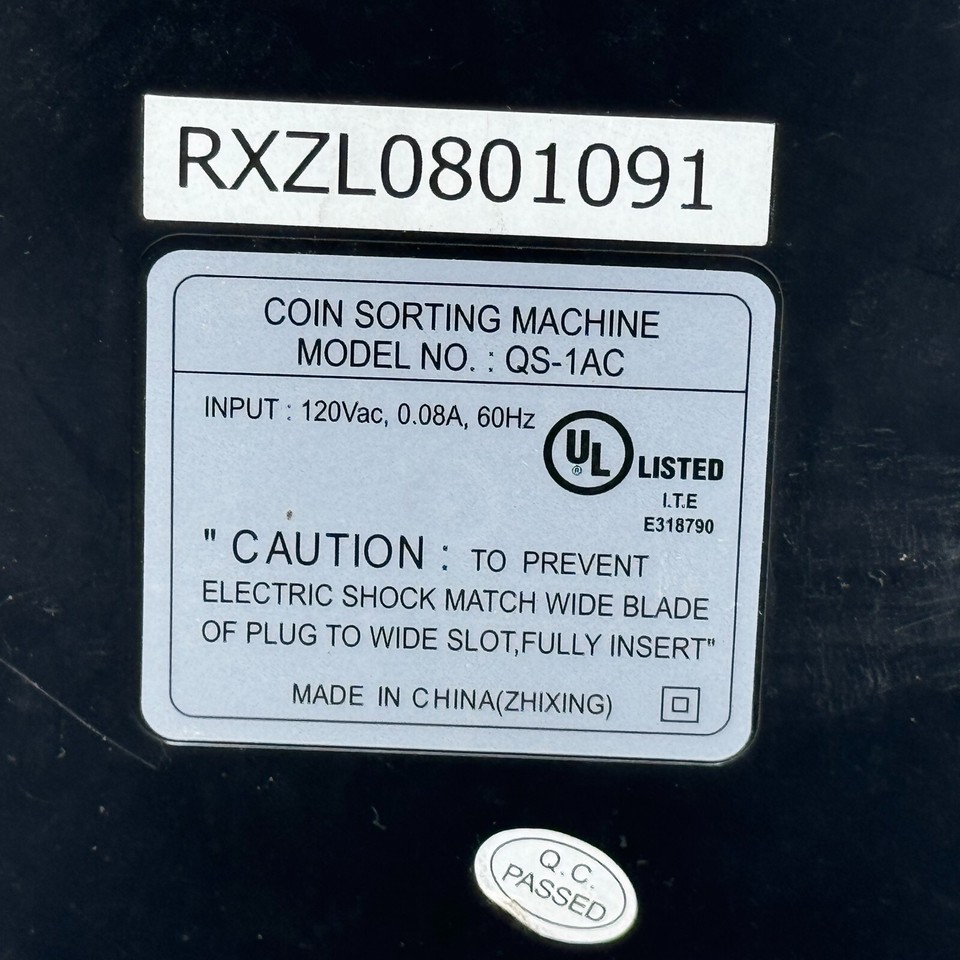 RXZL0801091
COIN SORTING MACHINE
MODEL NO. : QS-1AC
INPUT : 120Vac, 0.08A, 60Hz
UL ® LISTED
I.T.E
E318790
" CAUTION : TO PREVENT
ELECTRIC SHOCK MATCH WIDE BLADE
OF PLUG TO WIDE SLOT,FULLY INSERT"
MADE IN CHINA(ZHIXING)
Q.C.
PASSED